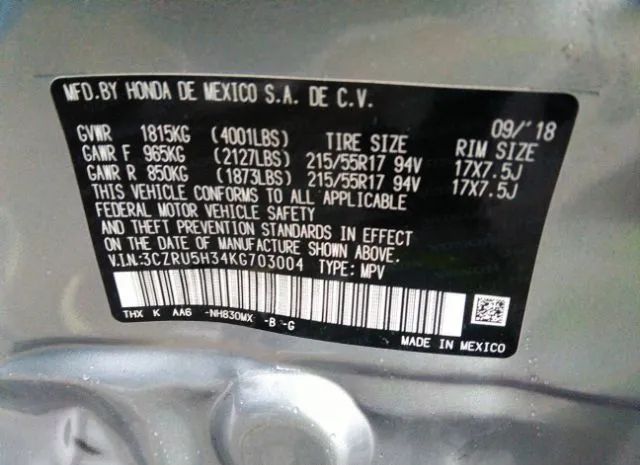 MFD.BY HONDA DE MEXICO S.A. DE C.V.
09/'18
GVWR 1815KG (4001LBS) TIRE SIZE RIM SIZE
GAWR F 965KG (2127LBS) 215/55R17 94V 17X7.5J
GAWR R 850KG (1873LBS) 215/55R17 94V 17X7.5J
THIS VEHICLE CONFORMS TO ALL APPLICABLE
FEDERAL MOTOR VEHICLE SAFETY
AND THEFT PREVENTION STANDARDS IN EFFECT
ON THE DATE OF MANUFACTURE SHOWN ABOVE.
V.I.N:3CZRU5H34KG703004 TYPE: MPV
THX K AA6 -NH830MX -B -G
MADE IN MEXICO